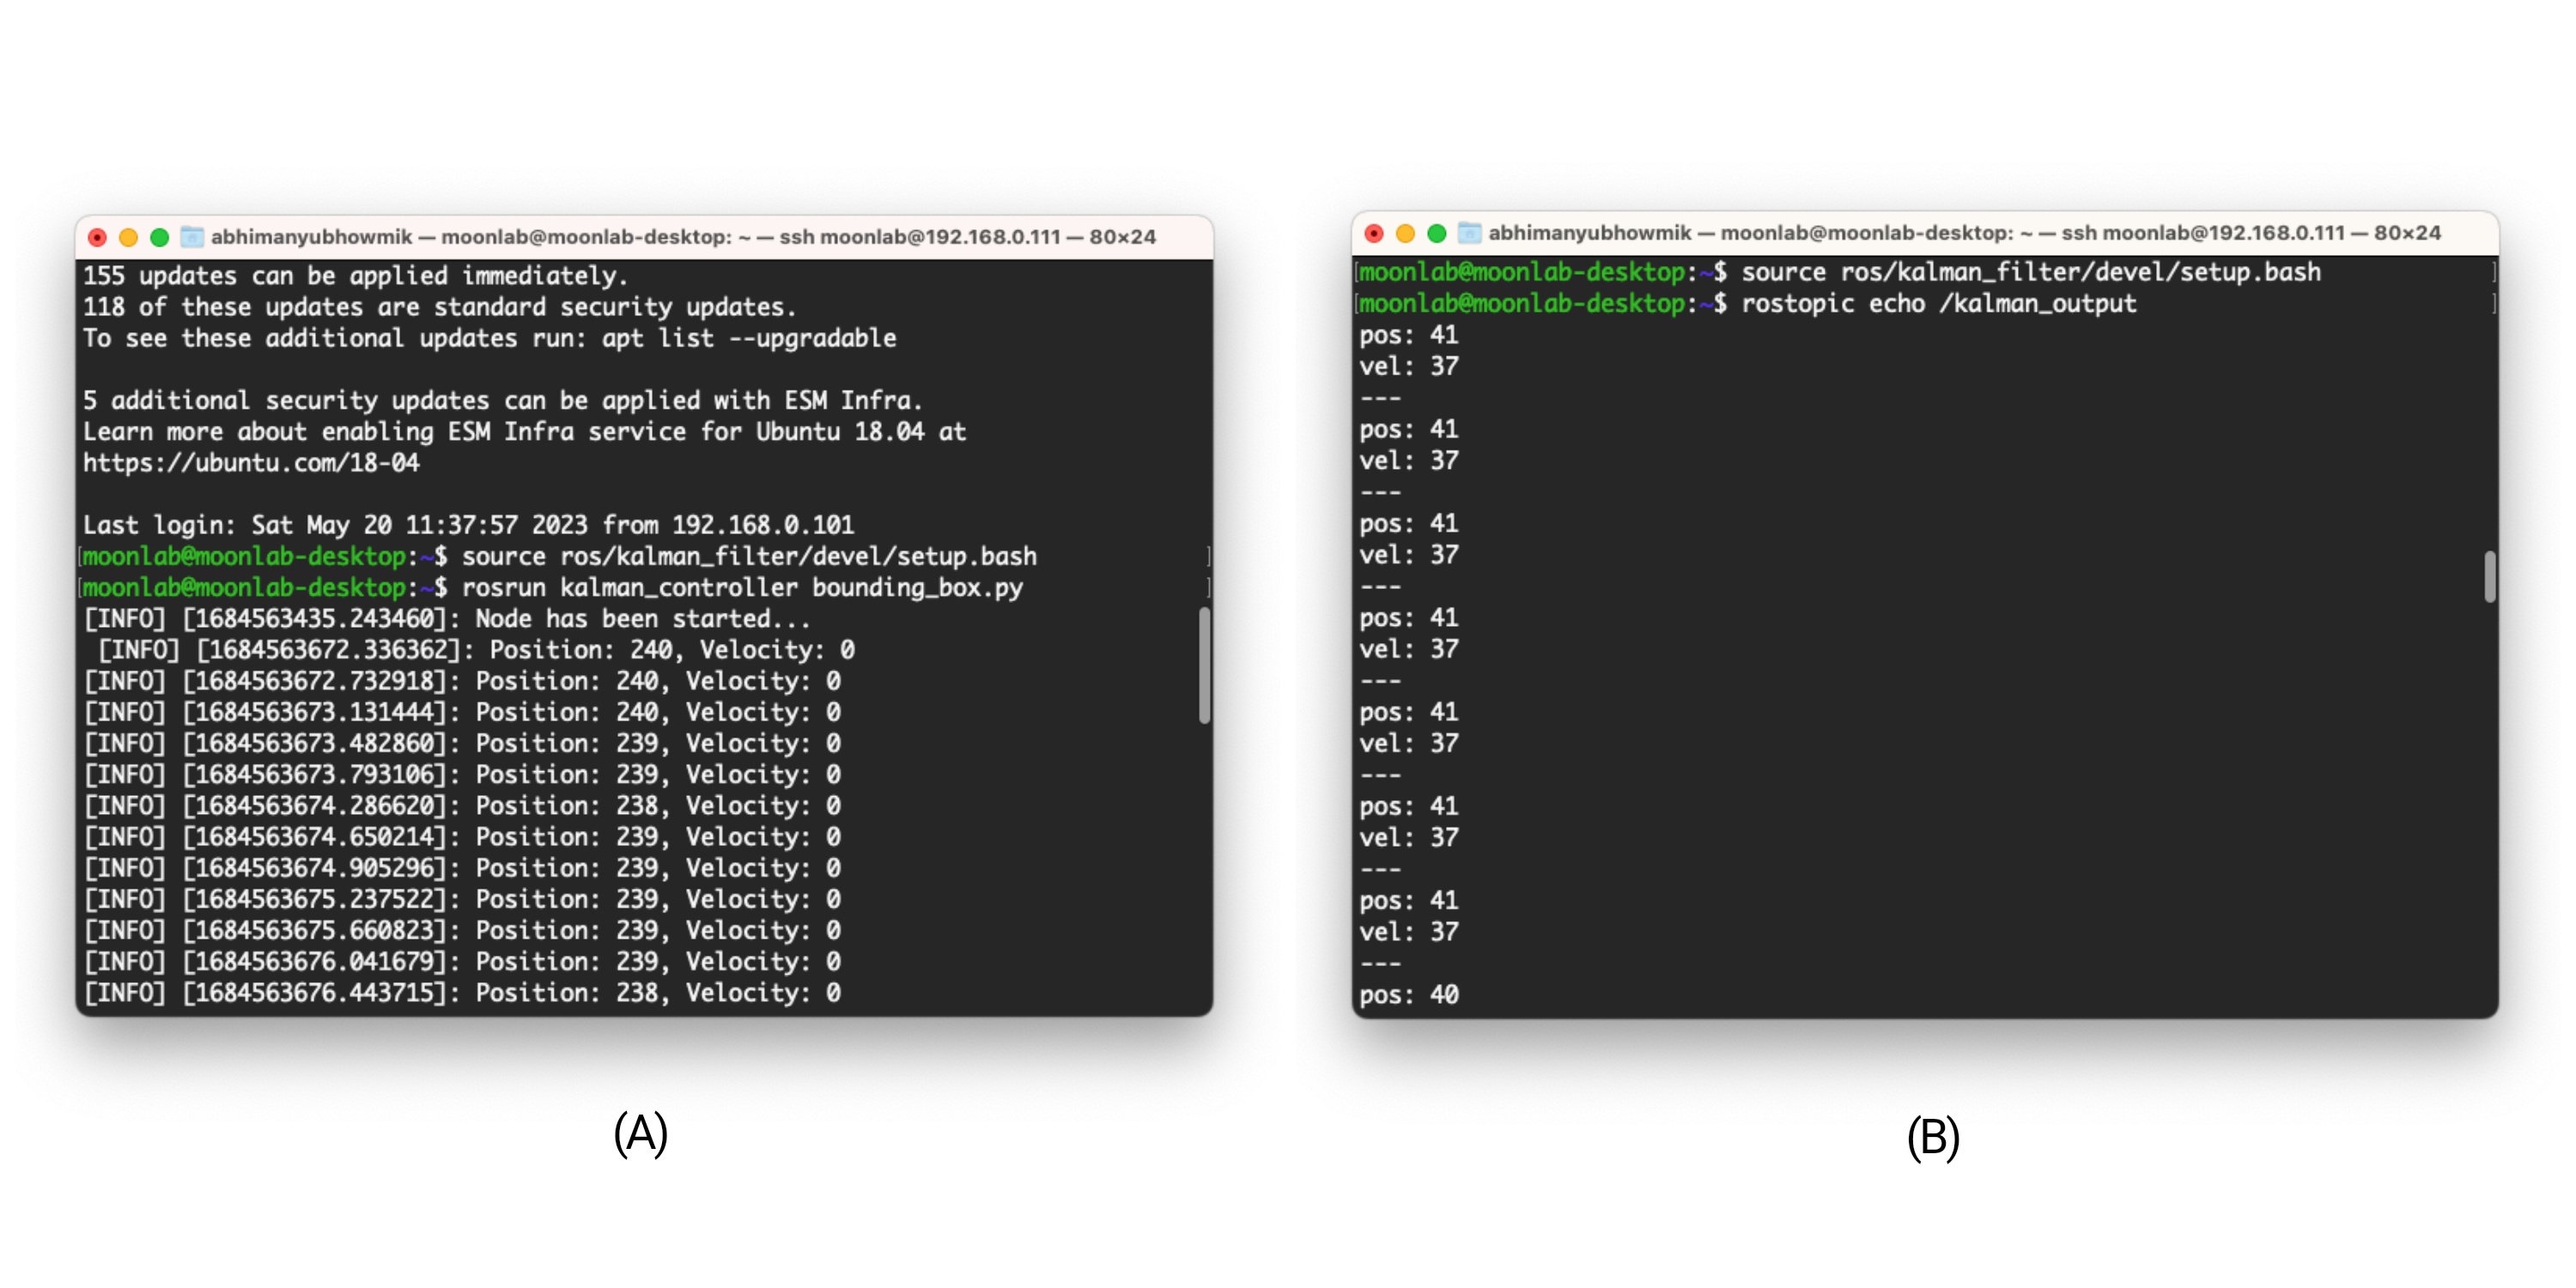 abhimanyubhowmik — moonlab@moonlab-desktop: ~ — ssh moonlab@192.168.0.111 — 80×24
155 updates can be applied immediately.
118 of these updates are standard security updates.
To see these additional updates run: apt list --upgradable
5 additional security updates can be applied with ESM Infra.
Learn more about enabling ESM Infra service for Ubuntu 18.04 at
https://ubuntu.com/18-04
Last login: Sat May 20 11:37:57 2023 from 192.168.0.101
[moonlab@moonlab-desktop:~$ source ros/kalman_filter/devel/setup.bash ]
[moonlab@moonlab-desktop:~$ rosrun kalman_controller bounding_box.py ]
[INFO] [1684563435.243460]: Node has been started...
[INFO] [1684563672.336362]: Position: 240, Velocity: 0
[INFO] [1684563672.732918]: Position: 240, Velocity: 0
[INFO] [1684563673.131444]: Position: 240, Velocity: 0
[INFO] [1684563673.482860]: Position: 239, Velocity: 0
[INFO] [1684563673.793106]: Position: 239, Velocity: 0
[INFO] [1684563674.286620]: Position: 238, Velocity: 0
[INFO] [1684563674.650214]: Position: 239, Velocity: 0
[INFO] [1684563674.905296]: Position: 239, Velocity: 0
[INFO] [1684563675.237522]: Position: 239, Velocity: 0
[INFO] [1684563675.660823]: Position: 239, Velocity: 0
[INFO] [1684563676.041679]: Position: 239, Velocity: 0
[INFO] [1684563676.443715]: Position: 238, Velocity: 0
(A)
abhimanyubhowmik — moonlab@moonlab-desktop: ~ — ssh moonlab@192.168.0.111 — 80×24
[moonlab@moonlab-desktop:~$ source ros/kalman_filter/devel/setup.bash ]
[moonlab@moonlab-desktop:~$ rostopic echo /kalman_output ]
pos: 41
vel: 37
---
pos: 41
vel: 37
---
pos: 41
vel: 37
---
pos: 41
vel: 37
---
pos: 41
vel: 37
---
pos: 41
vel: 37
---
pos: 41
vel: 37
---
pos: 40
(B)